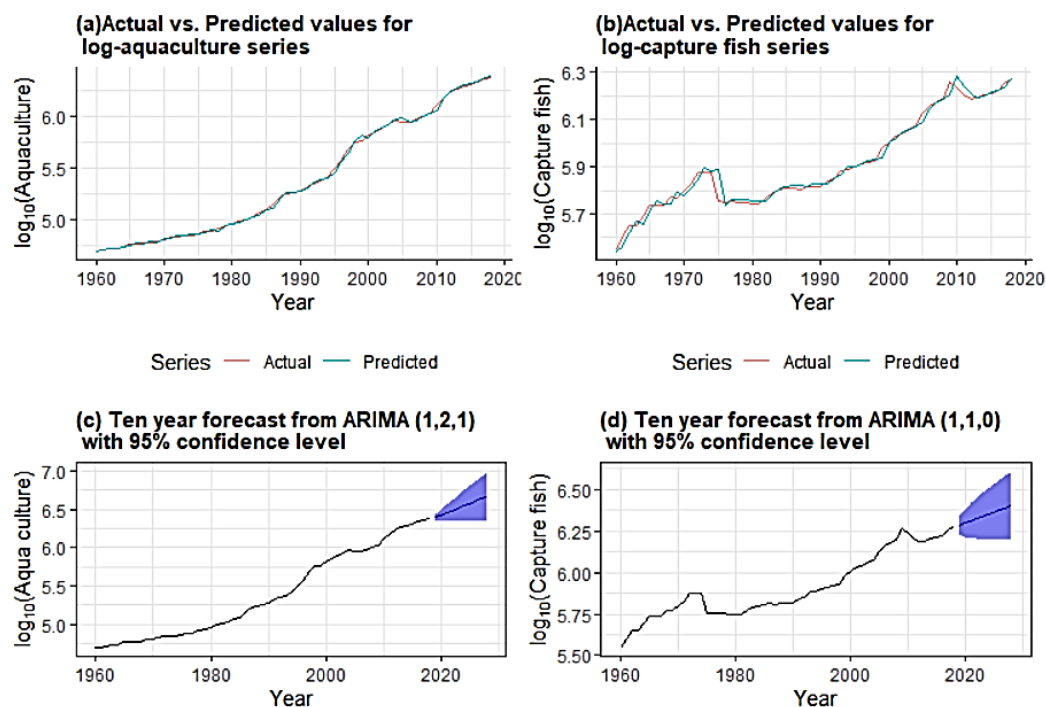 (a)Actual vs. Predicted values for
log-aquaculture series
log₁₀(Aquaculture)
6.0
5.5
5.0
1960 1970 1980 1990 2000 2010 2020
Year
Series Actual Predicted
(b)Actual vs. Predicted values for
log-capture fish series
log₁₀(Capture fish)
6.3
6.1
5.9
5.7
1960 1970 1980 1990 2000 2010 2020
Year
Series Actual Predicted
(c) Ten year forecast from ARIMA (1,2,1)
with 95% confidence level
log₁₀(Aqua culture)
7.0
6.5
6.0
5.5
5.0
1960 1980 2000 2020
Year
(d) Ten year forecast from ARIMA (1,1,0)
with 95% confidence level
log₁₀(Capture fish)
6.50
6.25
6.00
5.75
5.50
1960 1980 2000 2020
Year